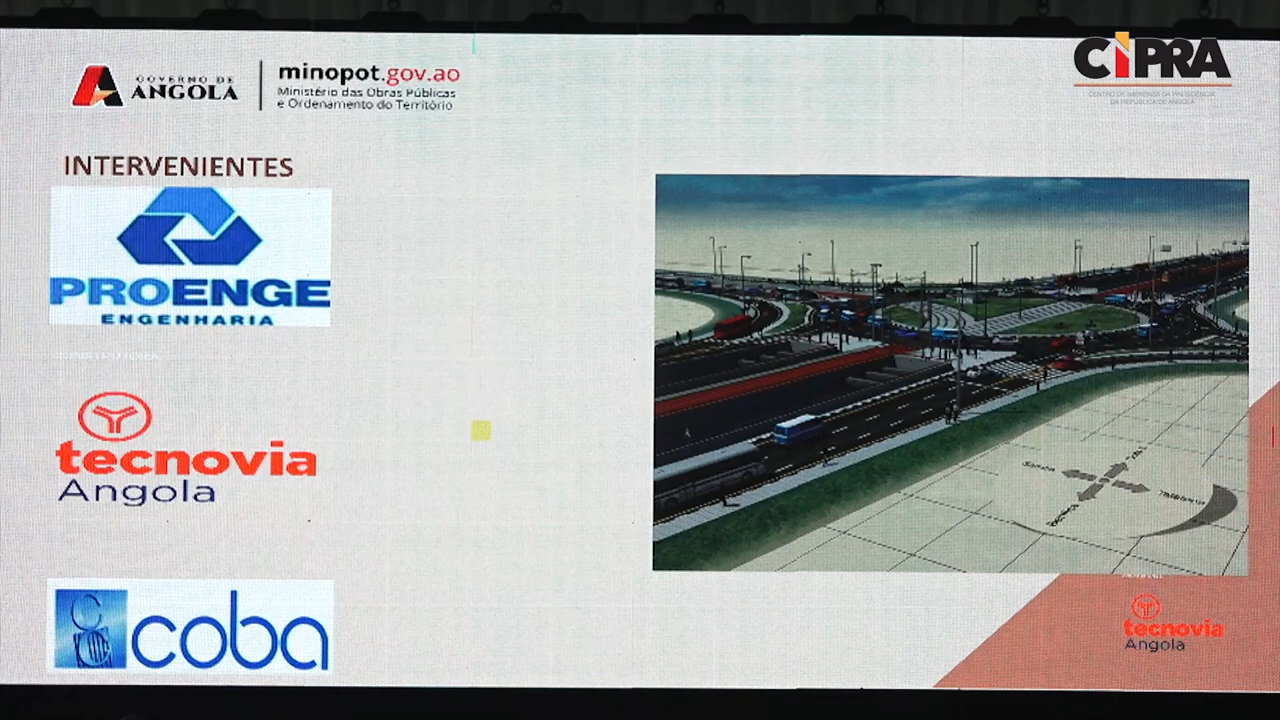 GOVERNO DE
ANGOLA
minopot.gov.ao
Ministério das Obras Públicas
e Ordenamento do Território
CIPRA
CENTRO DE IMPRENSA DA PRESIDÊNCIA
DA REPÚBLICA DE ANGOLA
INTERVENIENTES
PROENGE
ENGENHARIA
tecnovia
Angola
coba
tecnovia
Angola